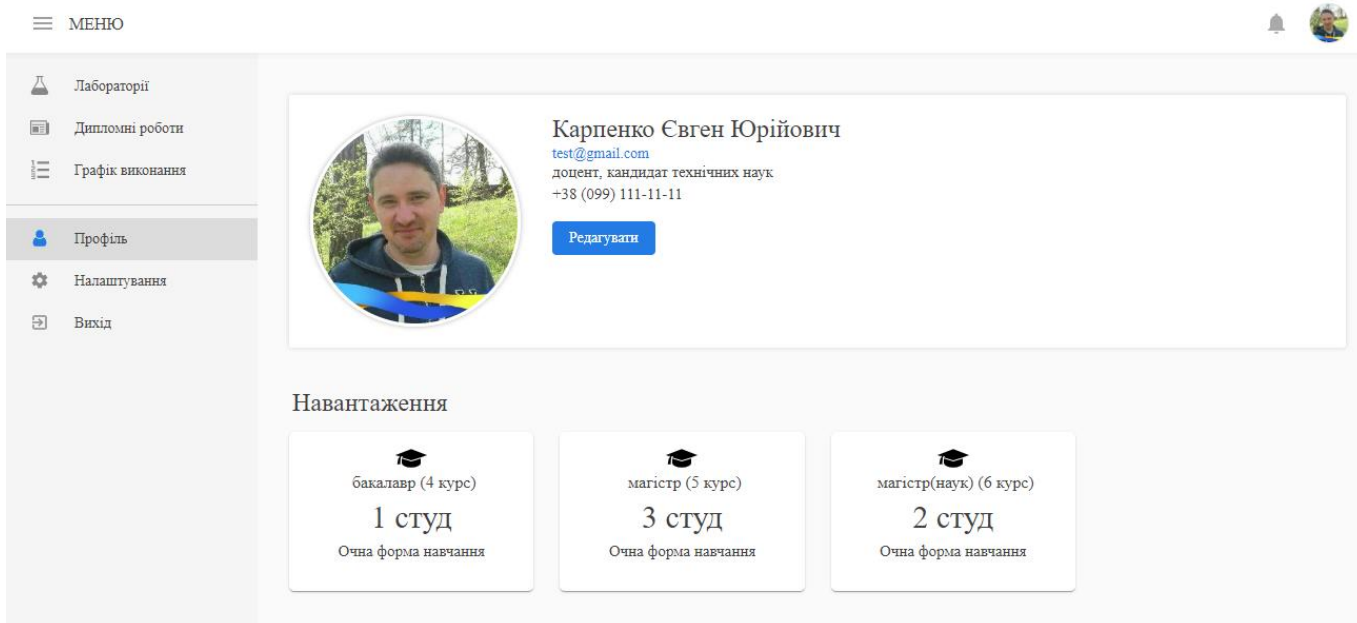 МЕНЮ
Лабораторії
Дипломні роботи
Графік виконання
Профіль
Налаштування
Вихід
Карпенко Євген Юрійович
test@gmail.com
доцент, кандидат технічних наук
+38 (099) 111-11-11
Редагувати
Навантаження
бакалавр (4 курс)
1 студ
Очна форма навчання
магістр (5 курс)
3 студ
Очна форма навчання
магістр(наук) (6 курс)
2 студ
Очна форма навчання